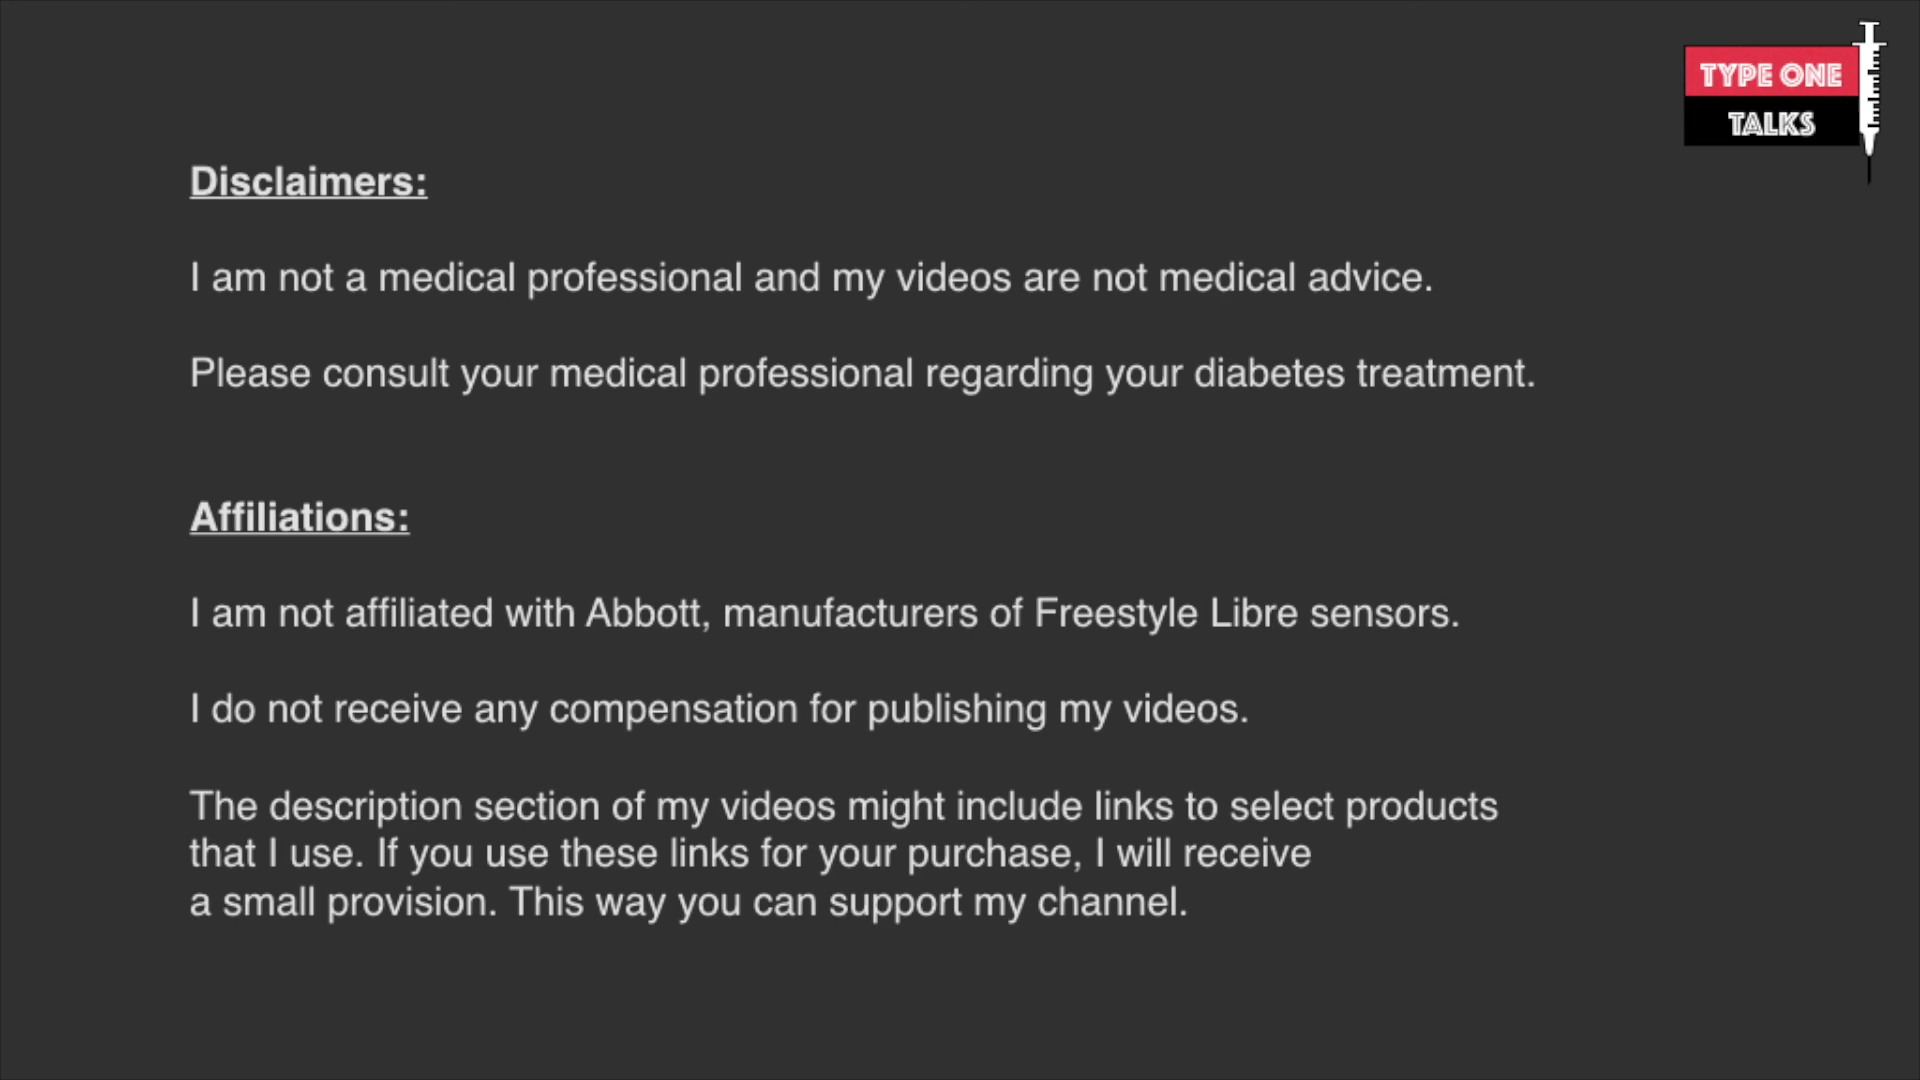 TYPE ONE
TALKS
Disclaimers:
I am not a medical professional and my videos are not medical advice.
Please consult your medical professional regarding your diabetes treatment.
Affiliations:
I am not affiliated with Abbott, manufacturers of Freestyle Libre sensors.
I do not receive any compensation for publishing my videos.
The description section of my videos might include links to select products
that I use. If you use these links for your purchase, I will receive
a small provision. This way you can support my channel.